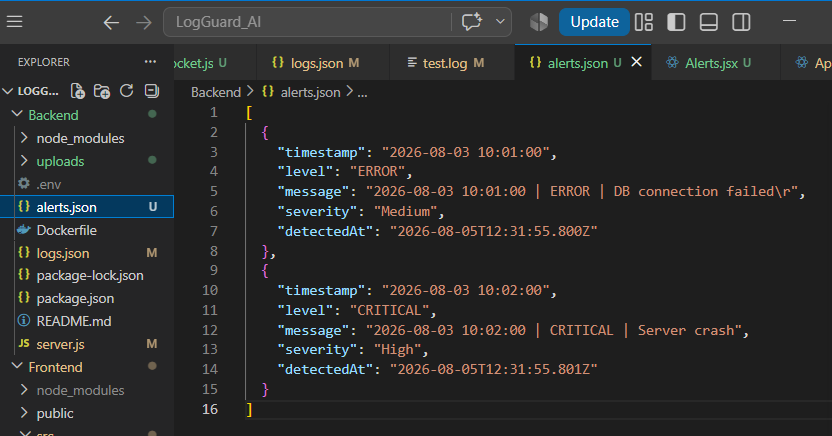 LogGuard_AI
Update
EXPLORER
ocket.js U
logs.json M
test.log M
alerts.json U
Alerts.jsx U
Ap
LOGG...
Backend > alerts.json > ...
Backend
node_modules
uploads
.env
alerts.json U
Dockerfile
logs.json M
package-lock.json
package.json
README.md
server.js M
Frontend
node_modules
public
src
1 [
2 {
3 "timestamp": "2026-08-03 10:01:00",
4 "level": "ERROR",
5 "message": "2026-08-03 10:01:00 | ERROR | DB connection failed\r",
6 "severity": "Medium",
7 "detectedAt": "2026-08-05T12:31:55.800Z"
8 },
9 {
10 "timestamp": "2026-08-03 10:02:00",
11 "level": "CRITICAL",
12 "message": "2026-08-03 10:02:00 | CRITICAL | Server crash",
13 "severity": "High",
14 "detectedAt": "2026-08-05T12:31:55.801Z"
15 }
16 ]